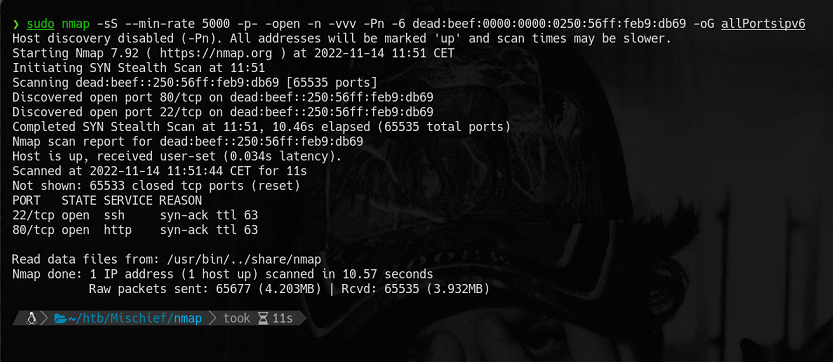 ❯ sudo nmap -sS --min-rate 5000 -p- -open -n -vvv -Pn -6 dead:beef:0000:0000:0250:56ff:feb9:db69 -oG allPortsipv6
Host discovery disabled (-Pn). All addresses will be marked 'up' and scan times may be slower.
Starting Nmap 7.92 ( https://nmap.org ) at 2022-11-14 11:51 CET
Initiating SYN Stealth Scan at 11:51
Scanning dead:beef::250:56ff:feb9:db69 [65535 ports]
Discovered open port 80/tcp on dead:beef::250:56ff:feb9:db69
Discovered open port 22/tcp on dead:beef::250:56ff:feb9:db69
Completed SYN Stealth Scan at 11:51, 10.46s elapsed (65535 total ports)
Nmap scan report for dead:beef::250:56ff:feb9:db69
Host is up, received user-set (0.034s latency).
Scanned at 2022-11-14 11:51:44 CET for 11s
Not shown: 65533 closed tcp ports (reset)
PORT   STATE SERVICE REASON
22/tcp open  ssh     syn-ack ttl 63
80/tcp open  http    syn-ack ttl 63
Read data files from: /usr/bin/../share/nmap
Nmap done: 1 IP address (1 host up) scanned in 10.57 seconds
Raw packets sent: 65677 (4.203MB) | Rcvd: 65535 (3.932MB)
~/htb/Mischief/nmap took 11s